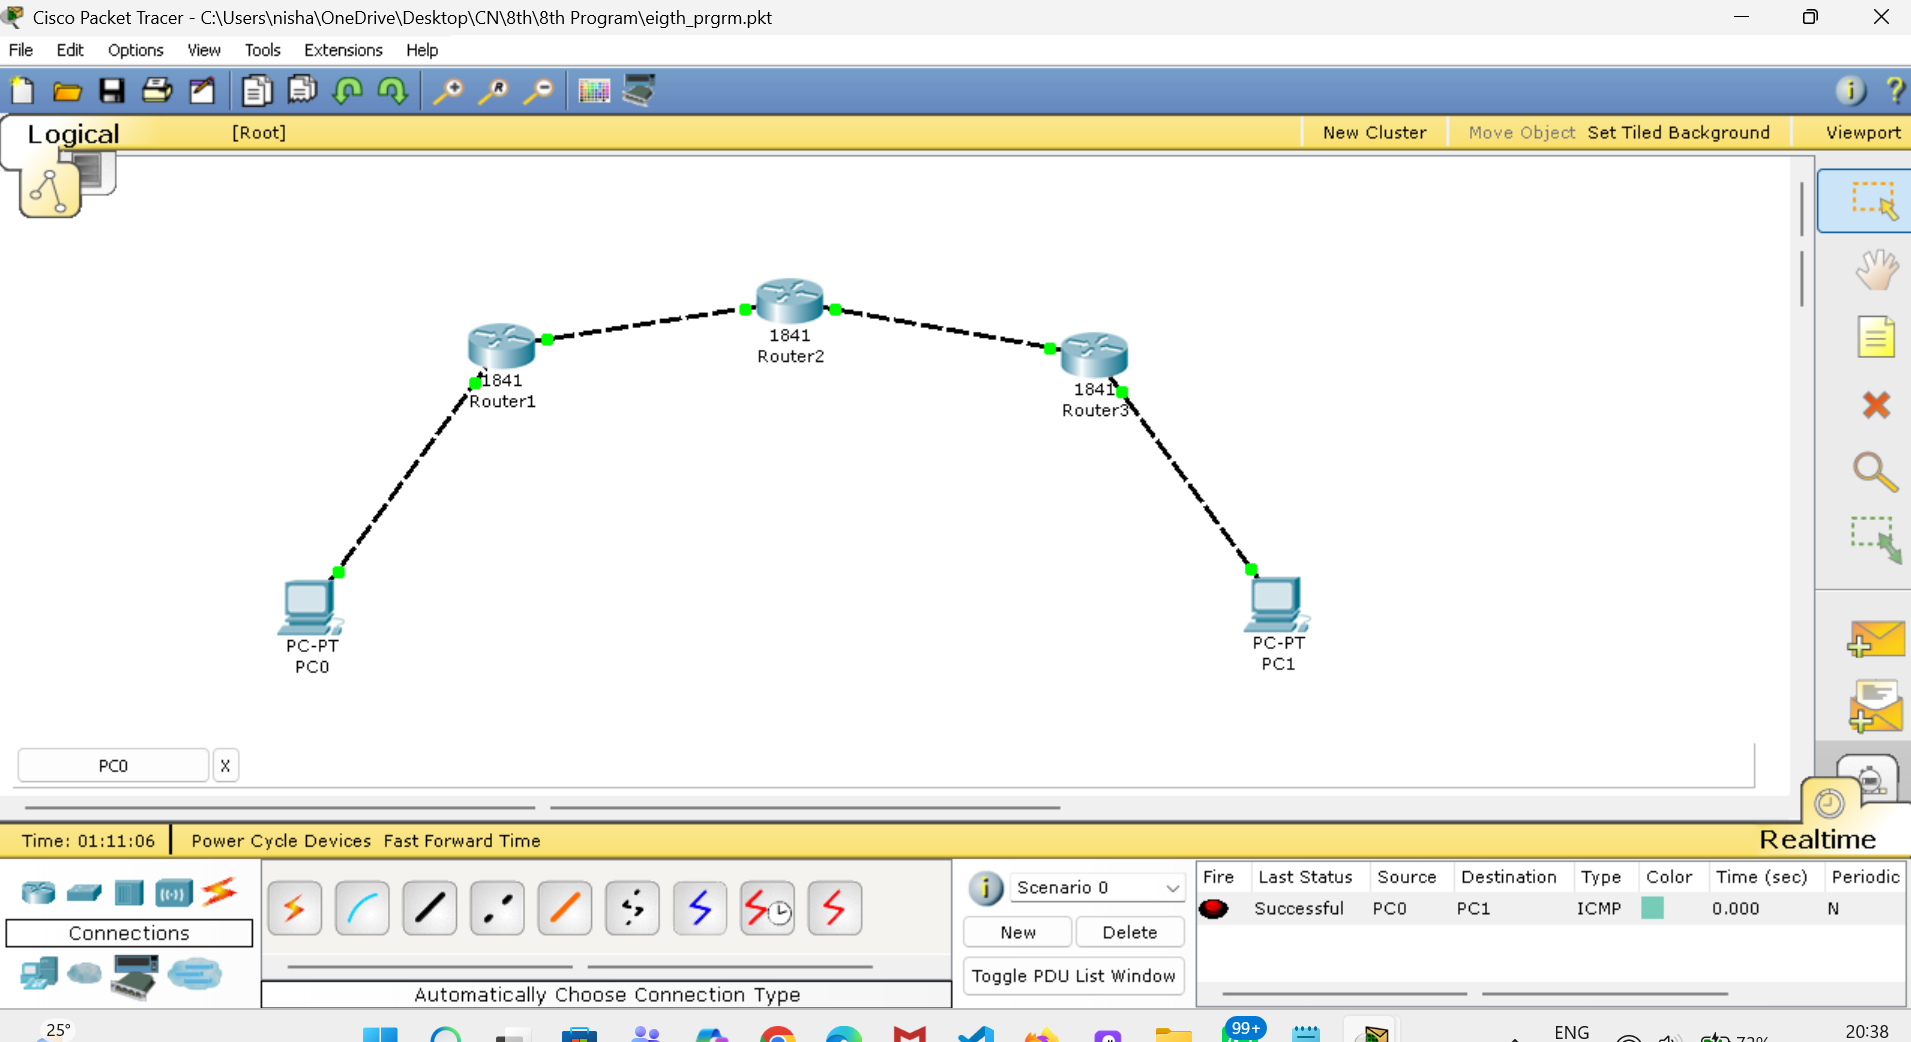 Cisco Packet Tracer - C:\Users\nisha\OneDrive\Desktop\CN\8th\8th Program\eigth_prgrm.pkt
File Edit Options View Tools Extensions Help
R
i ?
Logical [Root] New Cluster Move Object Set Tiled Background Viewport
1841
Router2
1841
Router1
1841
Router3
PC-PT
PC0
PC-PT
PC1
PC0 X
Time: 01:11:06 Power Cycle Devices Fast Forward Time Realtime
Connections
Automatically Choose Connection Type
i Scenario 0
New Delete
Toggle PDU List Window
Fire Last Status Source Destination Type Color Time (sec) Periodic
Successful PC0 PC1 ICMP 0.000 N
25°
99+
ENG
20:38